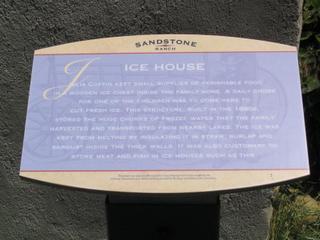 SANDSTONE
RANCH
ICE HOUSE
Julia Coffin kept small supplies of perishable food
in a wooden ice chest inside the family home. A daily chore
for one of the children was to come here to
cut fresh ice. This structure, built in the 1880s,
stored the huge chunks of frozen water that the family
harvested and transported from nearby lakes. The ice was
kept from melting by insulating it in straw, burlap and
sawdust inside the thick walls. It was also customary to
store meat and fish in ice houses such as this.